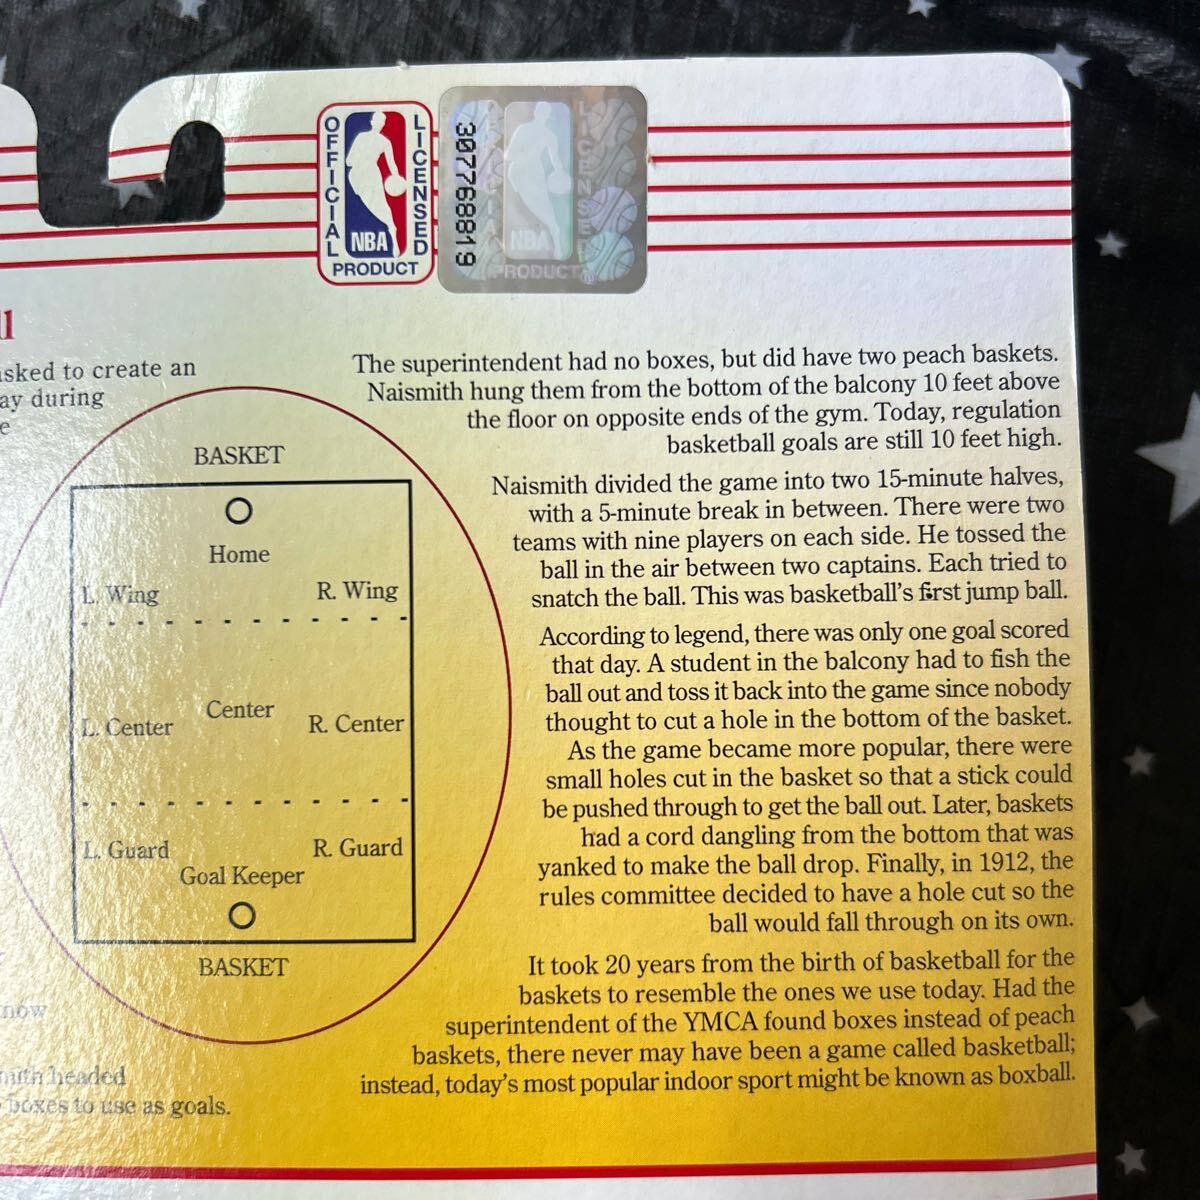 OFFICIAL
LICENSED
NBA
PRODUCT
307768819
NBA
PRODUCT
asked to create an
ay during
e
BASKET
Home
L. Wing
R. Wing
Center
L. Center
R. Center
L. Guard
R. Guard
Goal Keeper
BASKET
now
smith headed
boxes to use as goals.
The superintendent had no boxes, but did have two peach baskets.
Naismith hung them from the bottom of the balcony 10 feet above
the floor on opposite ends of the gym. Today, regulation
basketball goals are still 10 feet high.
Naismith divided the game into two 15-minute halves,
with a 5-minute break in between. There were two
teams with nine players on each side. He tossed the
ball in the air between two captains. Each tried to
snatch the ball. This was basketball's first jump ball.
According to legend, there was only one goal scored
that day. A student in the balcony had to fish the
ball out and toss it back into the game since nobody
thought to cut a hole in the bottom of the basket.
As the game became more popular, there were
small holes cut in the basket so that a stick could
be pushed through to get the ball out. Later, baskets
had a cord dangling from the bottom that was
yanked to make the ball drop. Finally, in 1912, the
rules committee decided to have a hole cut so the
ball would fall through on its own.
It took 20 years from the birth of basketball for the
baskets to resemble the ones we use today. Had the
superintendent of the YMCA found boxes instead of peach
baskets, there never may have been a game called basketball;
instead, today's most popular indoor sport might be known as boxball.